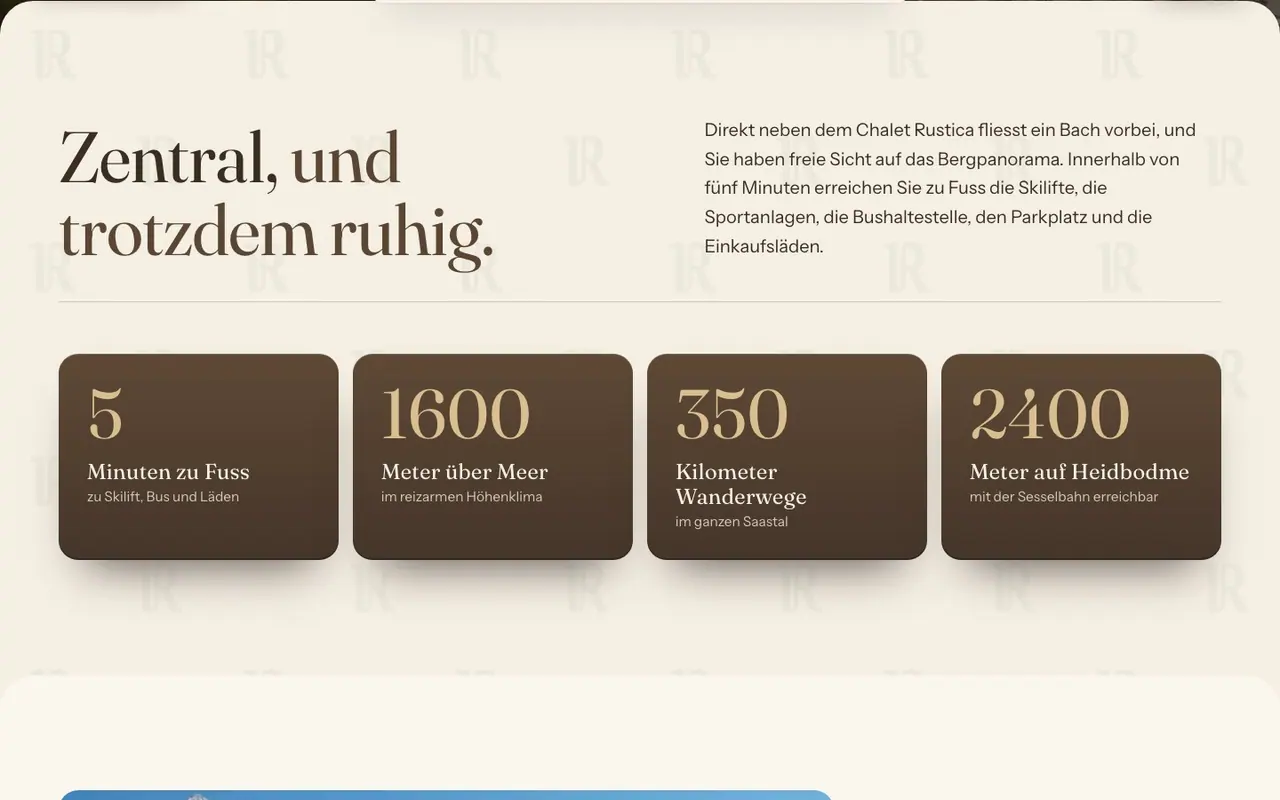 Zentral, und
trotzdem ruhig.
Direkt neben dem Chalet Rustica fliesst ein Bach vorbei, und
Sie haben freie Sicht auf das Bergpanorama. Innerhalb von
fünf Minuten erreichen Sie zu Fuss die Skilifte, die
Sportanlagen, die Bushaltestelle, den Parkplatz und die
Einkaufsläden.
5
Minuten zu Fuss
zu Skilift, Bus und Läden
1600
Meter über Meer
im reizarmen Höhenklima
350
Kilometer
Wanderwege
im ganzen Saastal
2400
Meter auf Heidbodme
mit der Sesselbahn erreichbar